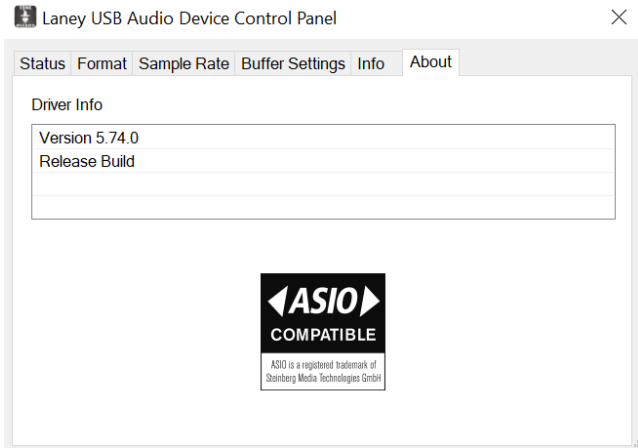 Laney USB Audio Device Control Panel
Status Format Sample Rate Buffer Settings Info About
Driver Info
Version 5.74.0
Release Build
ASIO
COMPATIBLE
ASIO is a registered trademark of
Steinberg Media Technologies GmbH